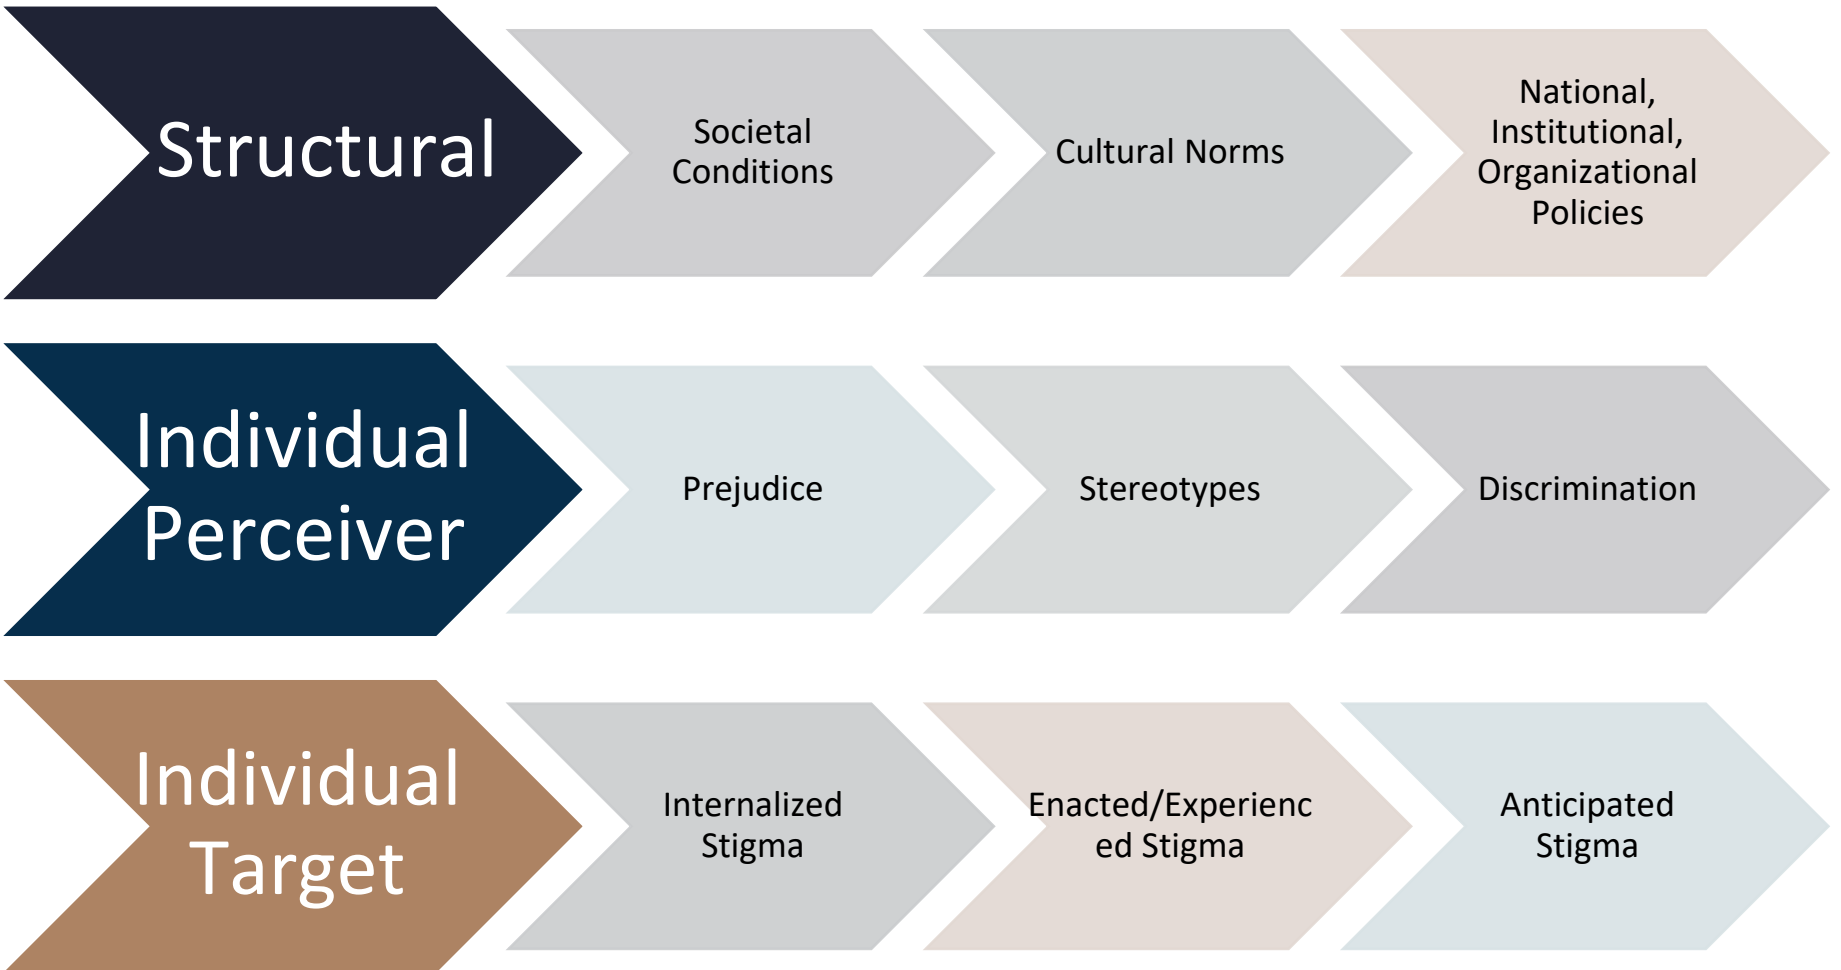 Structural
Societal
Conditions
Cultural Norms
National,
Institutional,
Organizational
Policies
Individual
Perceiver
Prejudice
Stereotypes
Discrimination
Individual
Target
Internalized
Stigma
Enacted/Experienc
ed Stigma
Anticipated
Stigma